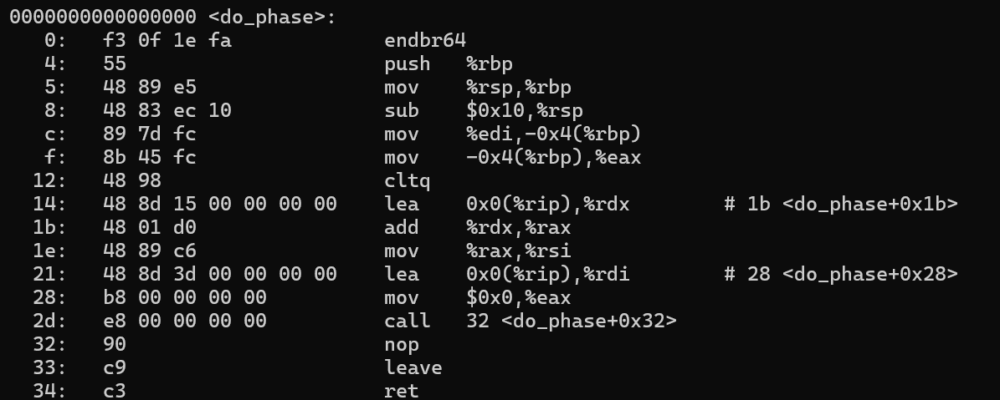 0000000000000000 <do_phase>:
   0:   f3 0f 1e fa             endbr64
   4:   55                      push   %rbp
   5:   48 89 e5                mov    %rsp,%rbp
   8:   48 83 ec 10             sub    $0x10,%rsp
   c:   89 7d fc                mov    %edi,-0x4(%rbp)
   f:   8b 45 fc                mov    -0x4(%rbp),%eax
  12:   48 98                   cltq
  14:   48 8d 15 00 00 00 00    lea    0x0(%rip),%rdx        # 1b <do_phase+0x1b>
  1b:   48 01 d0                add    %rdx,%rax
  1e:   48 89 c6                mov    %rax,%rsi
  21:   48 8d 3d 00 00 00 00    lea    0x0(%rip),%rdi        # 28 <do_phase+0x28>
  28:   b8 00 00 00 00          mov    $0x0,%eax
  2d:   e8 00 00 00 00          call   32 <do_phase+0x32>
  32:   90                      nop
  33:   c9                      leave
  34:   c3                      ret